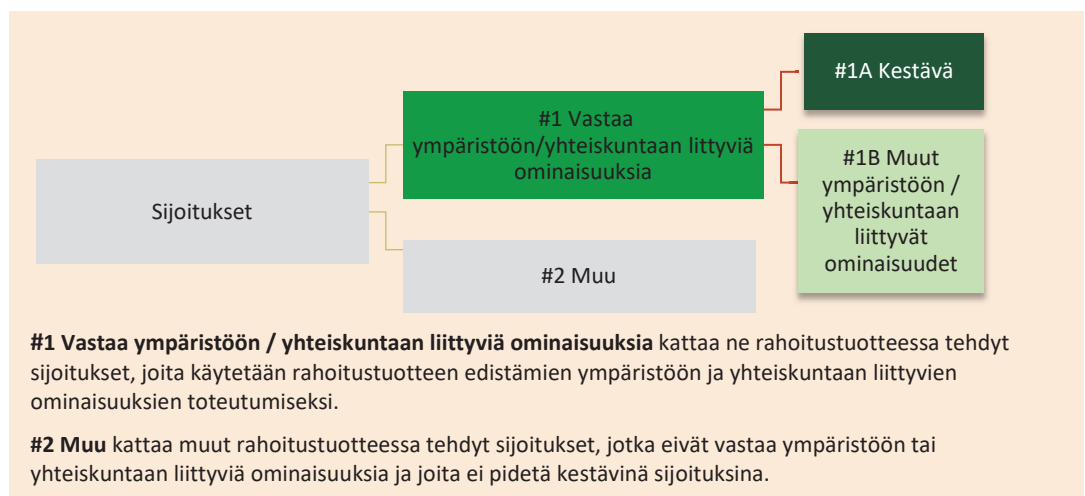 #1A Kestävä
#1 Vastaa
ympäristöön/yhteiskuntaan littyviä
ominaisuuksia
#1B Muut
ympäristöön /
yhteiskuntaan
liittyvät
ominaisuudet
Sijoitukset
#2 Muu
#1 Vastaa ympäristöön / yhteiskuntaan liittyviä ominaisuuksia kattaa ne rahoitustuotteessa tehdyt
sijoitukset, joita käytetään rahoitustuotteen edistämien ympäristöön ja yhteiskuntaan liittyvien
ominaisuuksien toteutumiseksi.
#2 Muu kattaa muut rahoitustuotteessa tehdyt sijoitukset, jotka eivät vastaa ympäristöön tai
yhteiskuntaan liittyviä ominaisuuksia ja joita ei pidetä kestävinä sijoituksina.